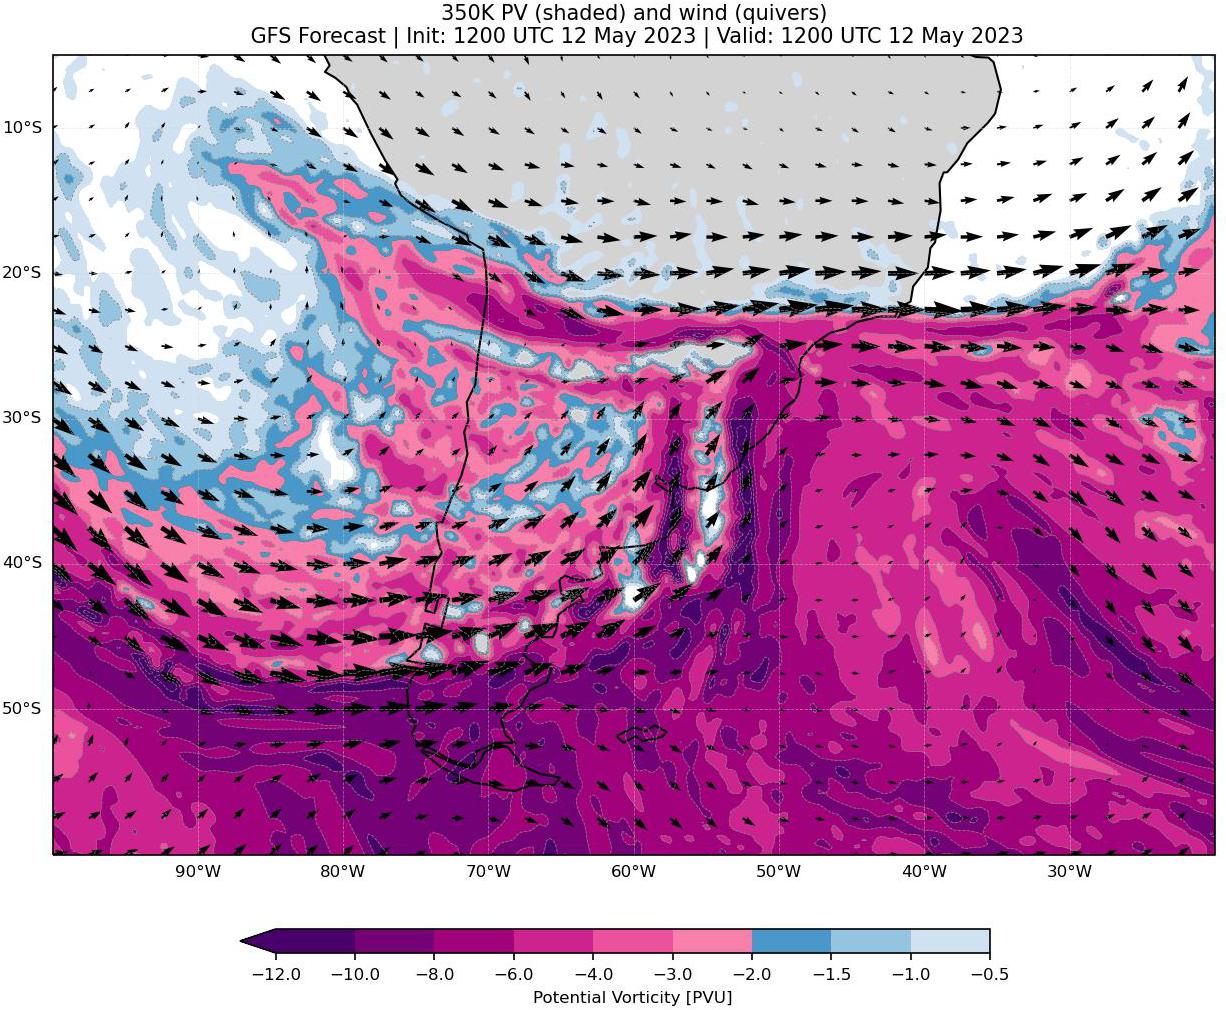 350K PV (shaded) and wind (quivers)
GFS Forecast | Init: 1200 UTC 12 May 2023 | Valid: 1200 UTC 12 May 2023
10°S
20°S
30°S
40°S
50°S
90°W 80°W 70°W 60°W 50°W 40°W 30°W
−12.0 −10.0 −8.0 −6.0 −4.0 −3.0 −2.0 −1.5 −1.0 −0.5
Potential Vorticity [PVU]